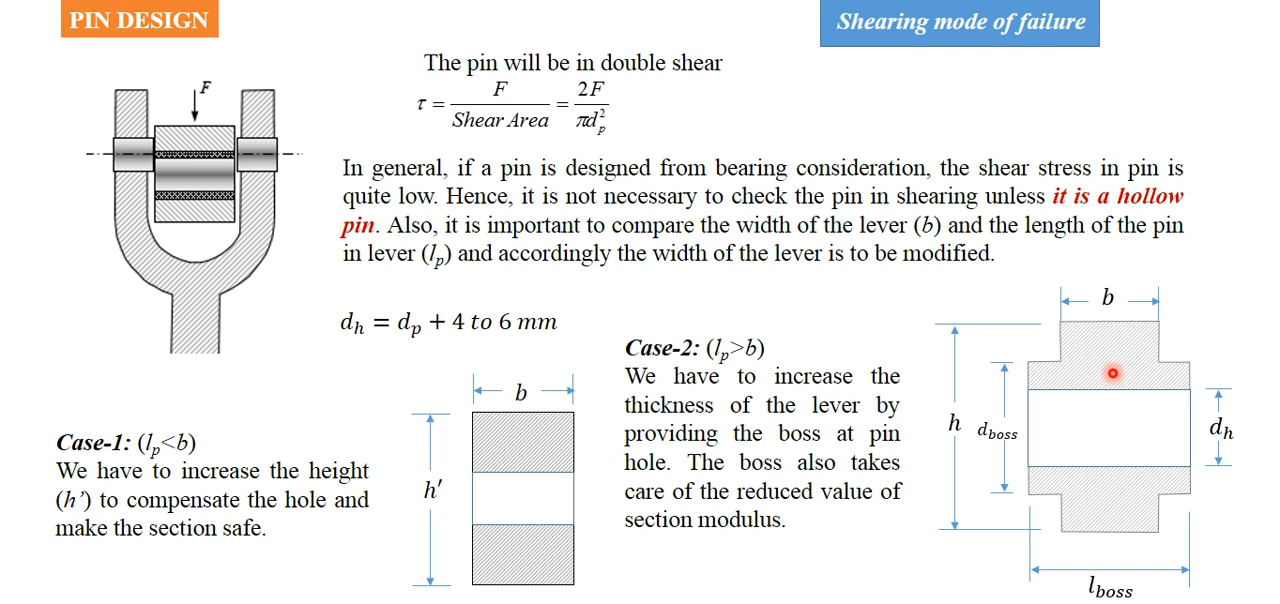 PIN DESIGN
Shearing mode of failure
The pin will be in double shear
τ = F / Shear Area = 2F / πd_p^2
F
In general, if a pin is designed from bearing consideration, the shear stress in pin is
quite low. Hence, it is not necessary to check the pin in shearing unless it is a hollow
pin. Also, it is important to compare the width of the lever (b) and the length of the pin
in lever (l_p) and accordingly the width of the lever is to be modified.
d_h = d_p + 4 to 6 mm
Case-1: (l_p<b)
We have to increase the height
(h’) to compensate the hole and
make the section safe.
b
h′
Case-2: (l_p>b)
We have to increase the
thickness of the lever by
providing the boss at pin
hole. The boss also takes
care of the reduced value of
section modulus.
b
h
d_boss
d_h
l_boss